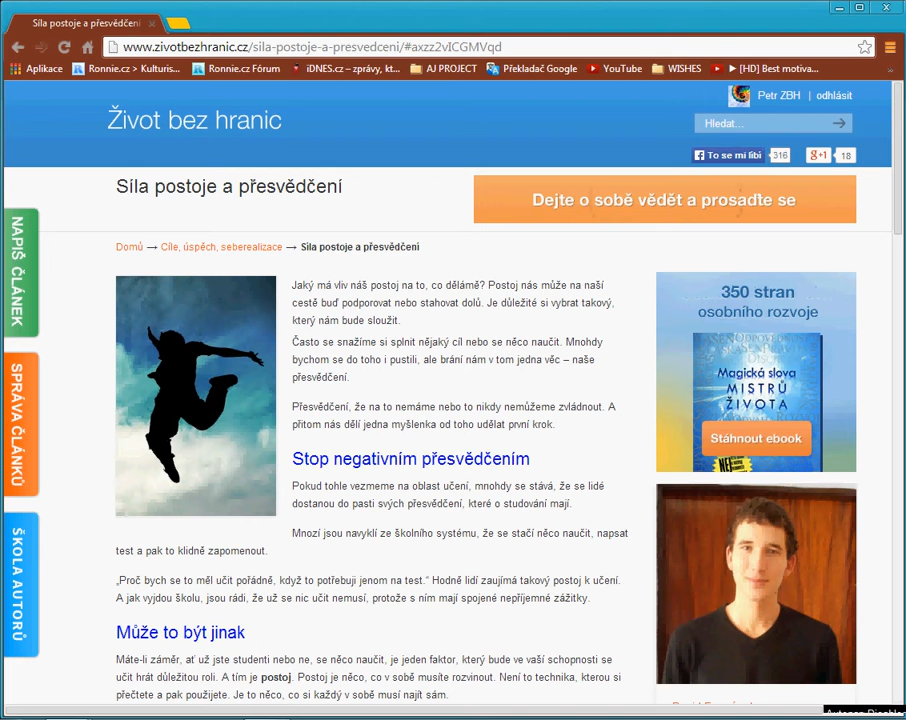 Síla postoje a přesvědčení
www.zivotbezhranic.cz/sila-postoje-a-presvedceni/#axzz2vICGMVqd
Aplikace
Ronnie.cz > Kulturis...
Ronnie.cz Fórum
iDNES.cz – zprávy, kt...
AJ PROJECT
Překladač Google
YouTube
WISHES
► [HD] Best motiva...
»
Petr ZBH | odhlásit
Život bez hranic
Hledat...
To se mi líbí 316
g+1 18
Síla postoje a přesvědčení
Dejte o sobě vědět a prosaďte se
NAPIŠ ČLÁNEK
SPRÁVA ČLÁNKŮ
ŠKOLA AUTORŮ
Domů → Cíle, úspěch, seberealizace → Síla postoje a přesvědčení
Jaký má vliv náš postoj na to, co děláme? Postoj nás může na naší
cestě buď podporovat nebo stahovat dolů. Je důležité si vybrat takový,
který nám bude sloužit.
Často se snažíme si splnit nějaký cíl nebo se něco naučit. Mnohdy
bychom se do toho i pustili, ale brání nám v tom jedna věc – naše
přesvědčení.
Přesvědčení, že na to nemáme nebo to nikdy nemůžeme zvládnout. A
přitom nás dělí jedna myšlenka od toho udělat první krok.
Stop negativním přesvědčením
Pokud tohle vezmeme na oblast učení, mnohdy se stává, že se lidé
dostanou do pasti svých přesvědčení, které o studování mají.
Mnozí jsou navyklí ze školního systému, že se stačí něco naučit, napsat
test a pak to klidně zapomenout.
„Proč bych se to měl učit pořádně, když to potřebuji jenom na test.“ Hodně lidí zaujímá takový postoj k učení.
A jak vyjdou školu, jsou rádi, že už se nic učit nemusí, protože s ním mají spojené nepříjemné zážitky.
Může to být jinak
Máte-li záměr, ať už jste studenti nebo ne, se něco naučit, je jeden faktor, který bude ve vaší schopnosti se
učit hrát důležitou roli. A tím je postoj. Postoj je něco, co v sobě musíte rozvinout. Není to technika, kterou si
přečtete a pak použijete. Je to něco, co si každý v sobě musí najít sám.
350 stran
osobního rozvoje
Magická slova
MISTRŮ
ŽIVOTA
Stáhnout ebook